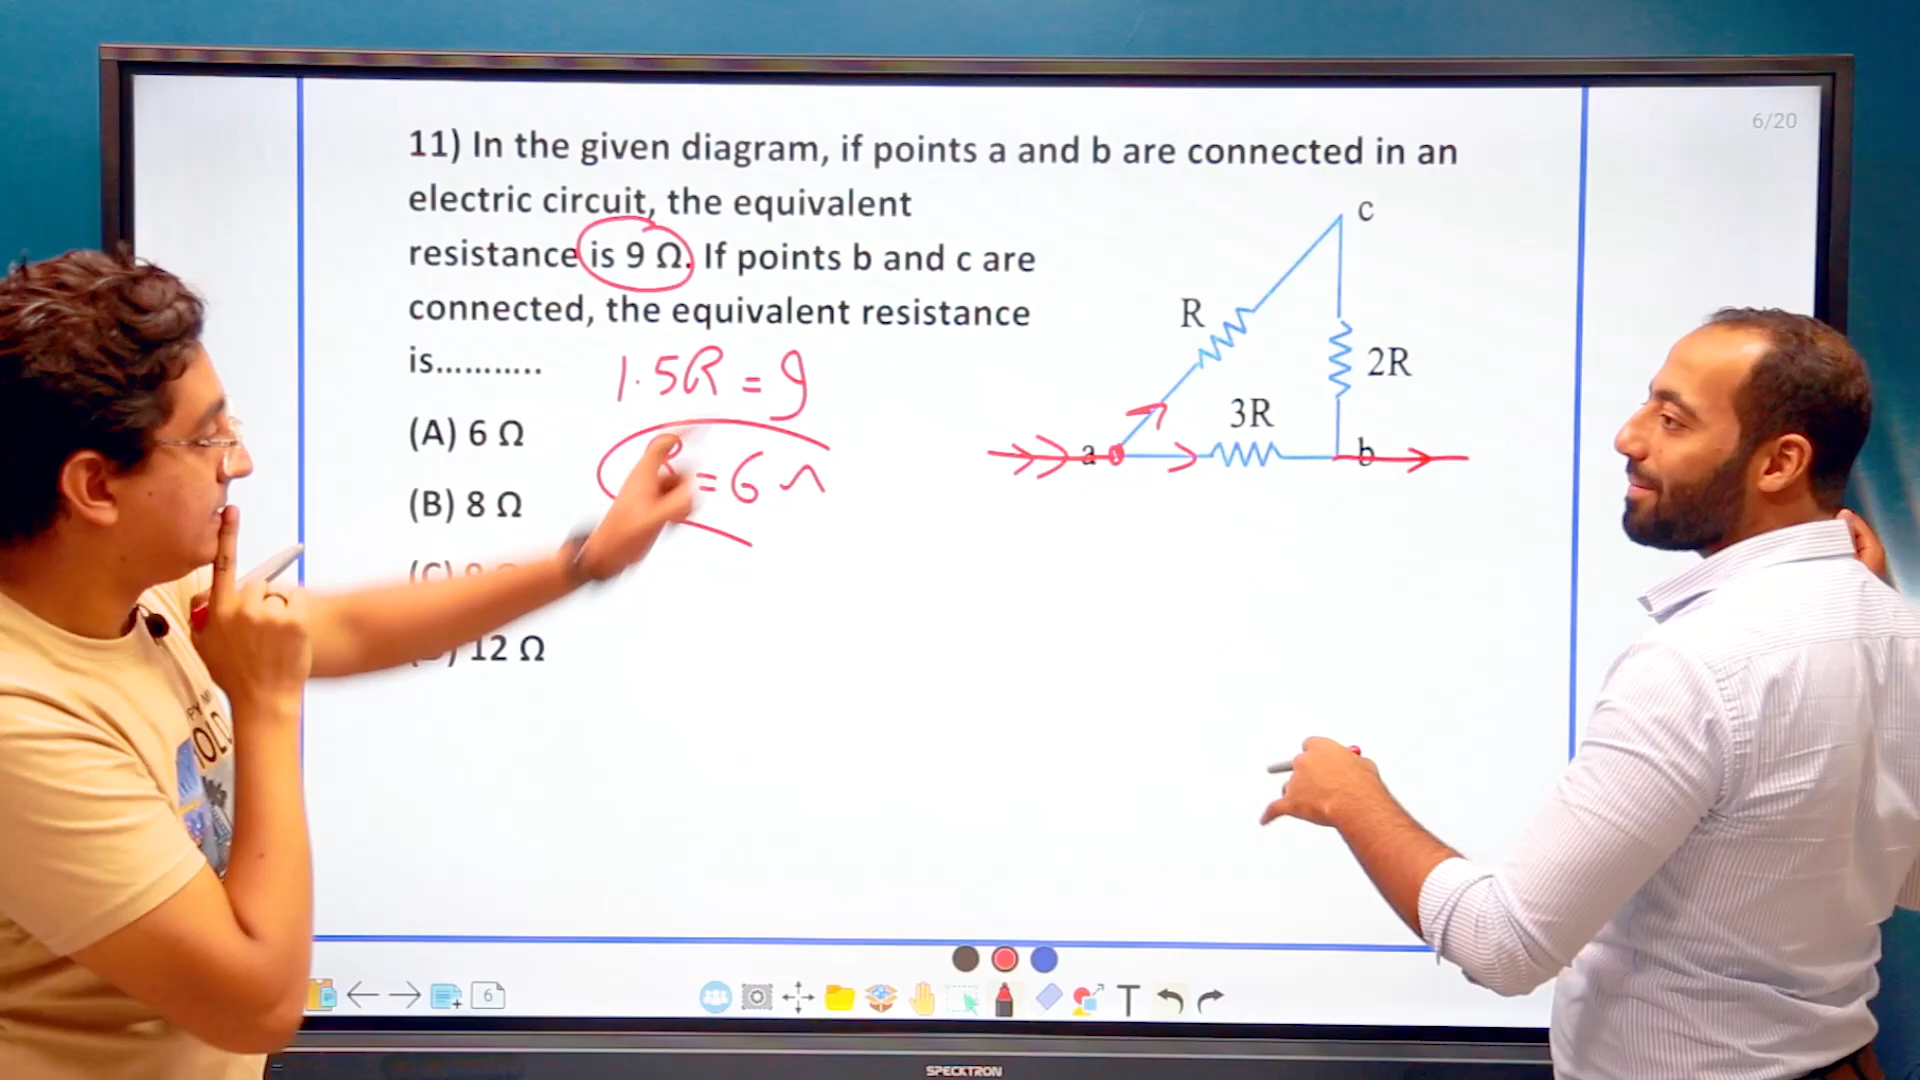 6/20
11) In the given diagram, if points a and b are connected in an
electric circuit, the equivalent
resistance is 9 Ω. If points b and c are
connected, the equivalent resistance
is...........
1.5R = 9
= 6
(A) 6 Ω
(B) 8 Ω
12 Ω
c
R
2R
3R
a
b
6
T
SPECKTRON